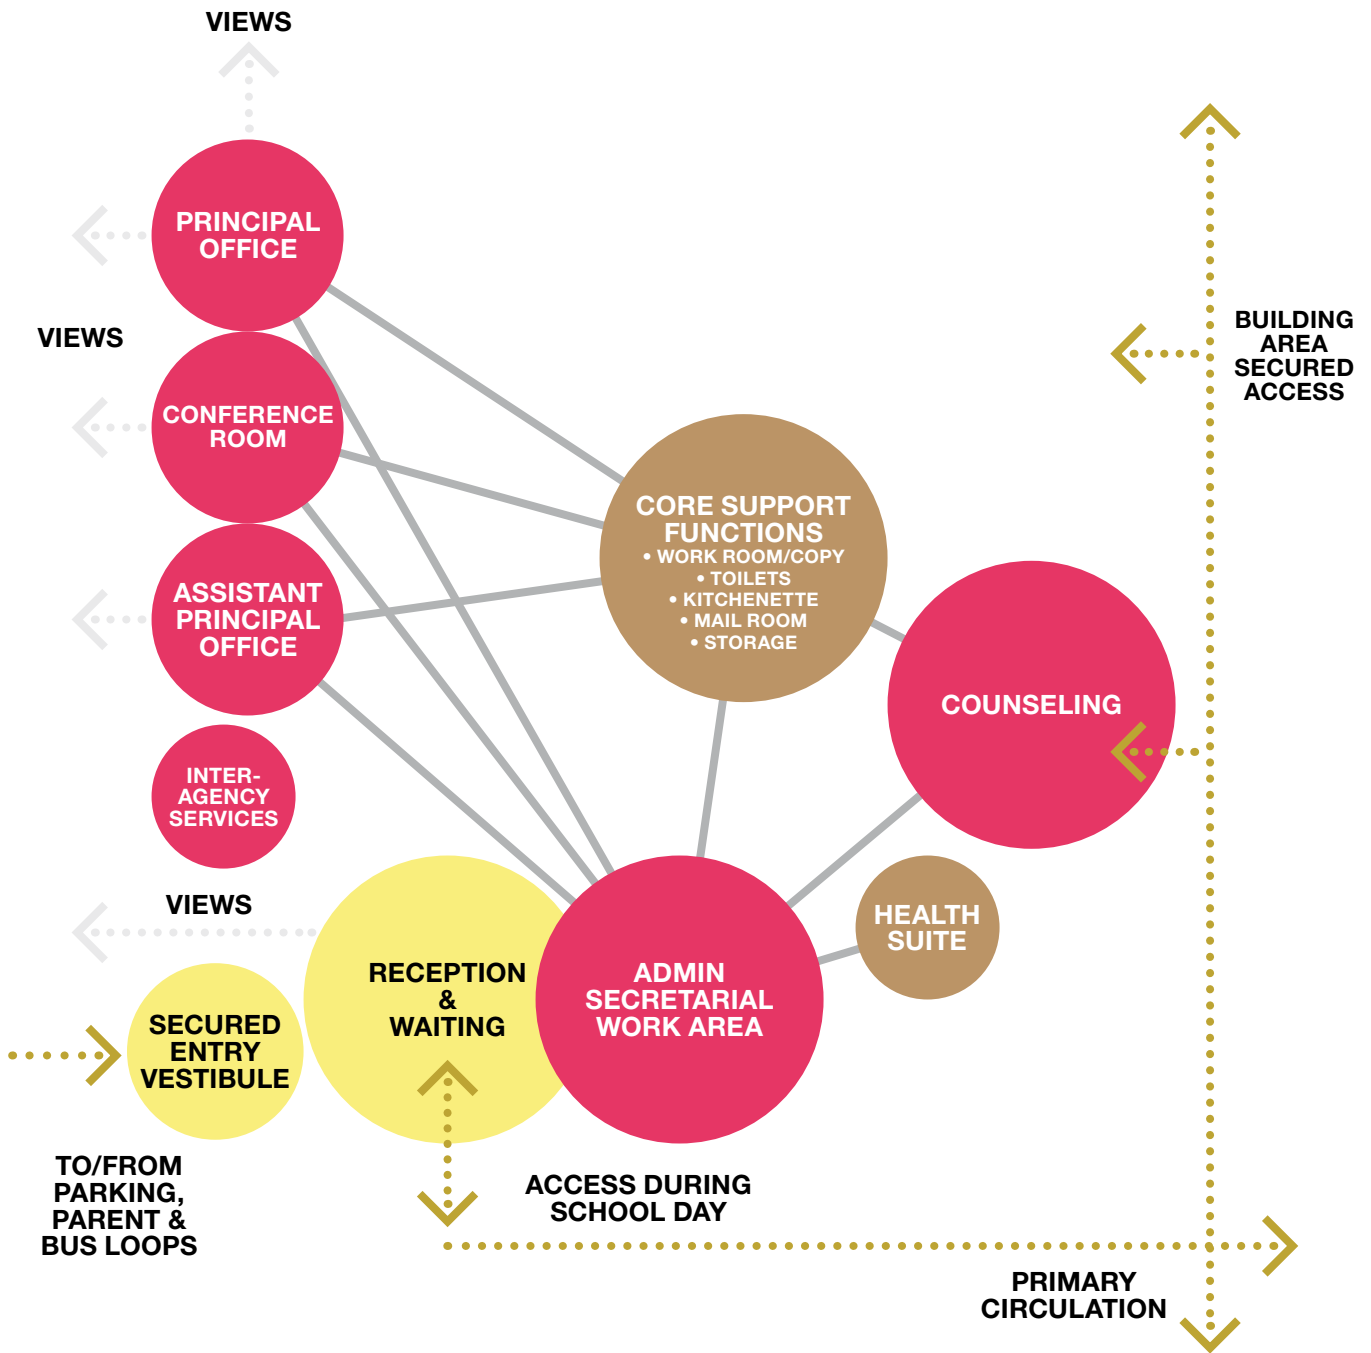 VIEWS
PRINCIPAL
OFFICE
VIEWS
BUILDING
AREA
SECURED
ACCESS
CONFERENCE
ROOM
CORE SUPPORT
FUNCTIONS
• WORK ROOM/COPY
• TOILETS
• KITCHENETTE
• MAIL ROOM
• STORAGE
ASSISTANT
PRINCIPAL
OFFICE
COUNSELING
INTER-
AGENCY
SERVICES
VIEWS
HEALTH
SUITE
RECEPTION
&
WAITING
ADMIN
SECRETARIAL
WORK AREA
SECURED
ENTRY
VESTIBULE
TO/FROM
PARKING,
PARENT &
BUS LOOPS
ACCESS DURING
SCHOOL DAY
PRIMARY
CIRCULATION